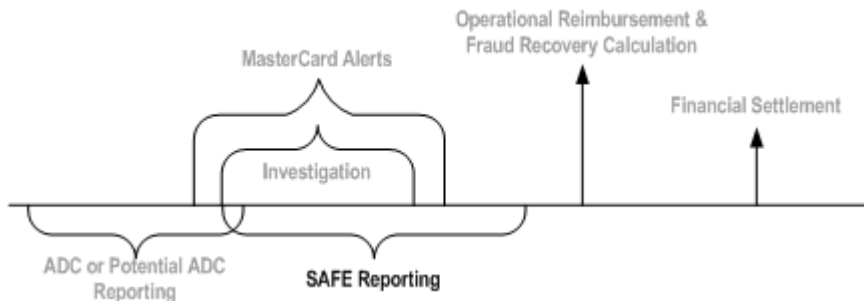 Operational Reimbursement &
Fraud Recovery Calculation
MasterCard Alerts
Financial Settlement
Investigation
ADC or Potential ADC
Reporting
SAFE Reporting